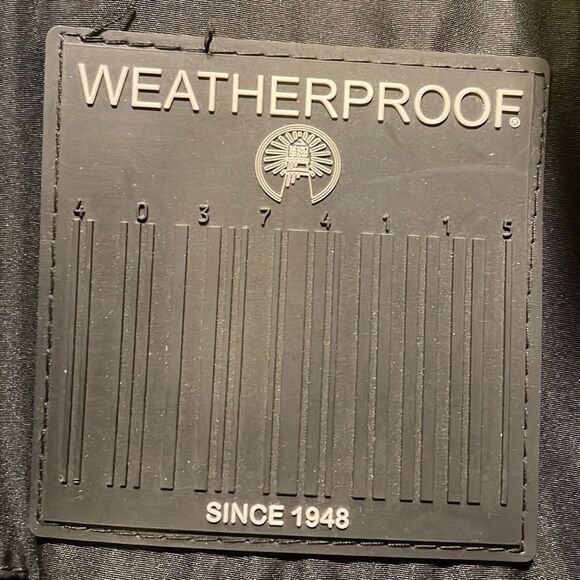 WEATHERPROOF®
4 0 3 7 4 1 1 5
SINCE 1948